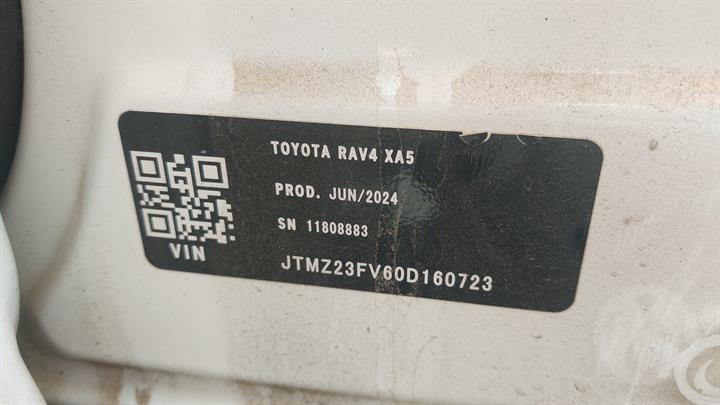 TOYOTA RAV4 XA5
PROD. JUN/2024
SN 11808883
VIN
JTMZ23FV60D160723